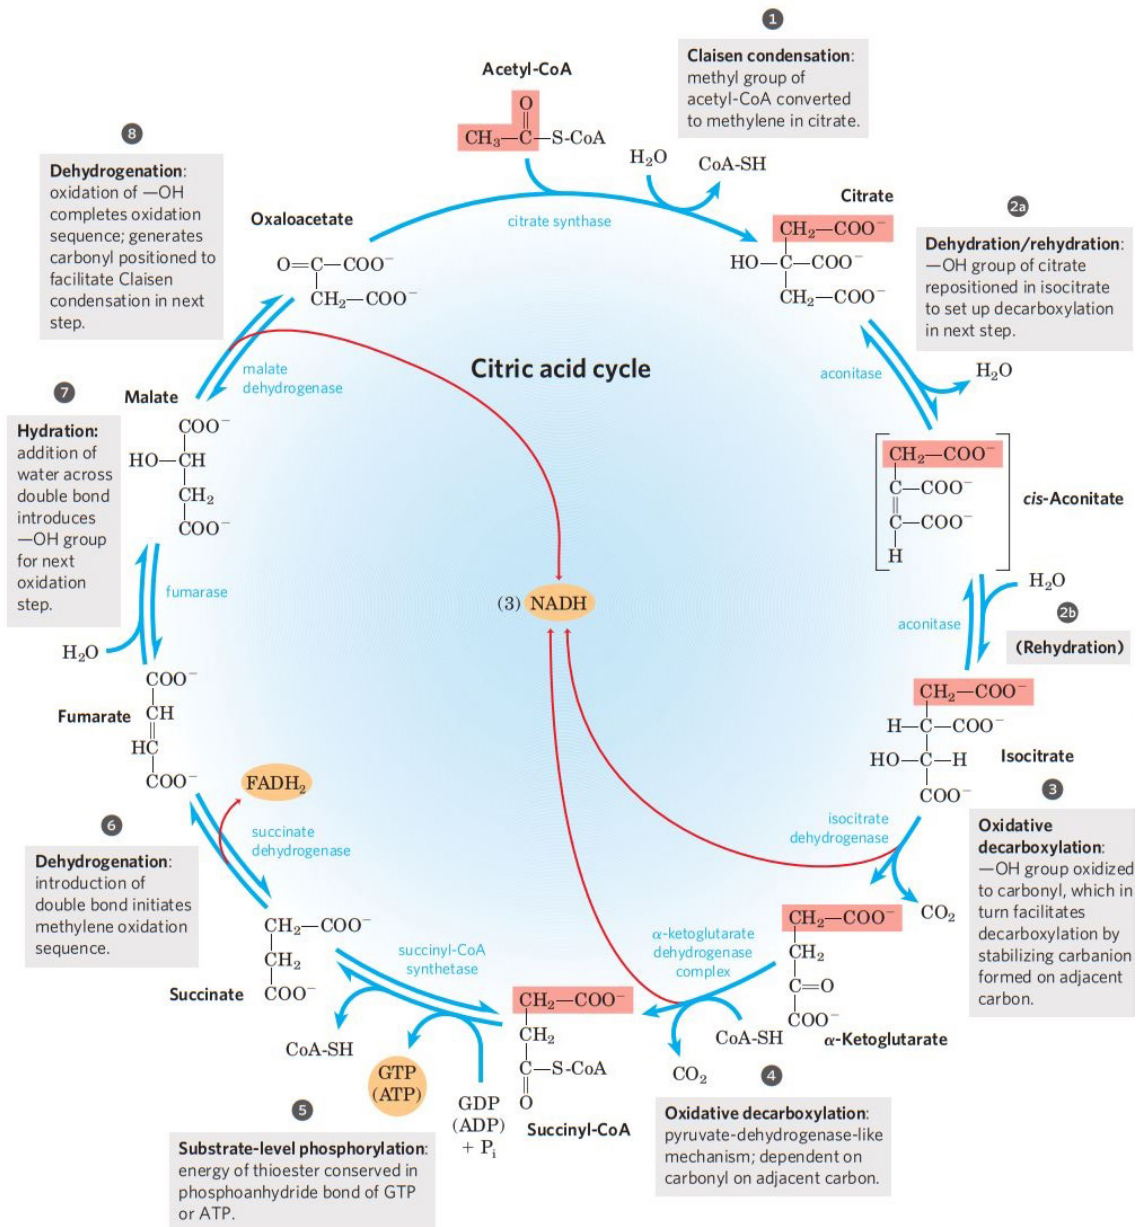 1
Claisen condensation:
methyl group of
acetyl-CoA converted
to methylene in citrate.
Acetyl-CoA
O
CH₃—C—S-CoA
H₂O
CoA-SH
citrate synthase
Citrate
CH₂—COO⁻
HO—C—COO⁻
CH₂—COO⁻
2a
Dehydration/rehydration:
—OH group of citrate
repositioned in isocitrate
to set up decarboxylation
in next step.
aconitase
H₂O
CH₂—COO⁻
C—COO⁻
C—COO⁻
H
cis-Aconitate
aconitase
H₂O
2b
(Rehydration)
CH₂—COO⁻
H—C—COO⁻
HO—C—H
COO⁻
Isocitrate
3
Oxidative
decarboxylation:
—OH group oxidized
to carbonyl, which in
turn facilitates
decarboxylation by
stabilizing carbanion
formed on adjacent
carbon.
isocitrate
dehydrogenase
CO₂
CH₂—COO⁻
CH₂
C=O
COO⁻
α-Ketoglutarate
α-ketoglutarate
dehydrogenase
complex
CoA-SH
CO₂
4
Oxidative decarboxylation:
pyruvate-dehydrogenase-like
mechanism; dependent on
carbonyl on adjacent carbon.
CH₂—COO⁻
CH₂
C—S-CoA
O
Succinyl-CoA
succinyl-CoA
synthetase
GDP
(ADP)
+ Pᵢ
GTP
(ATP)
CoA-SH
5
Substrate-level phosphorylation:
energy of thioester conserved in
phosphoanhydride bond of GTP
or ATP.
CH₂—COO⁻
CH₂
COO⁻
Succinate
6
Dehydrogenation:
introduction of
double bond initiates
methylene oxidation
sequence.
succinate
dehydrogenase
FADH₂
COO⁻
CH
HC
COO⁻
Fumarate
H₂O
fumarase
7
Hydration:
addition of
water across
double bond
introduces
—OH group
for next
oxidation
step.
Malate
COO⁻
HO—CH
CH₂
COO⁻
malate
dehydrogenase
8
Dehydrogenation:
oxidation of —OH
completes oxidation
sequence; generates
carbonyl positioned to
facilitate Claisen
condensation in next
step.
Oxaloacetate
O=C—COO⁻
CH₂—COO⁻
Citric acid cycle
(3) NADH